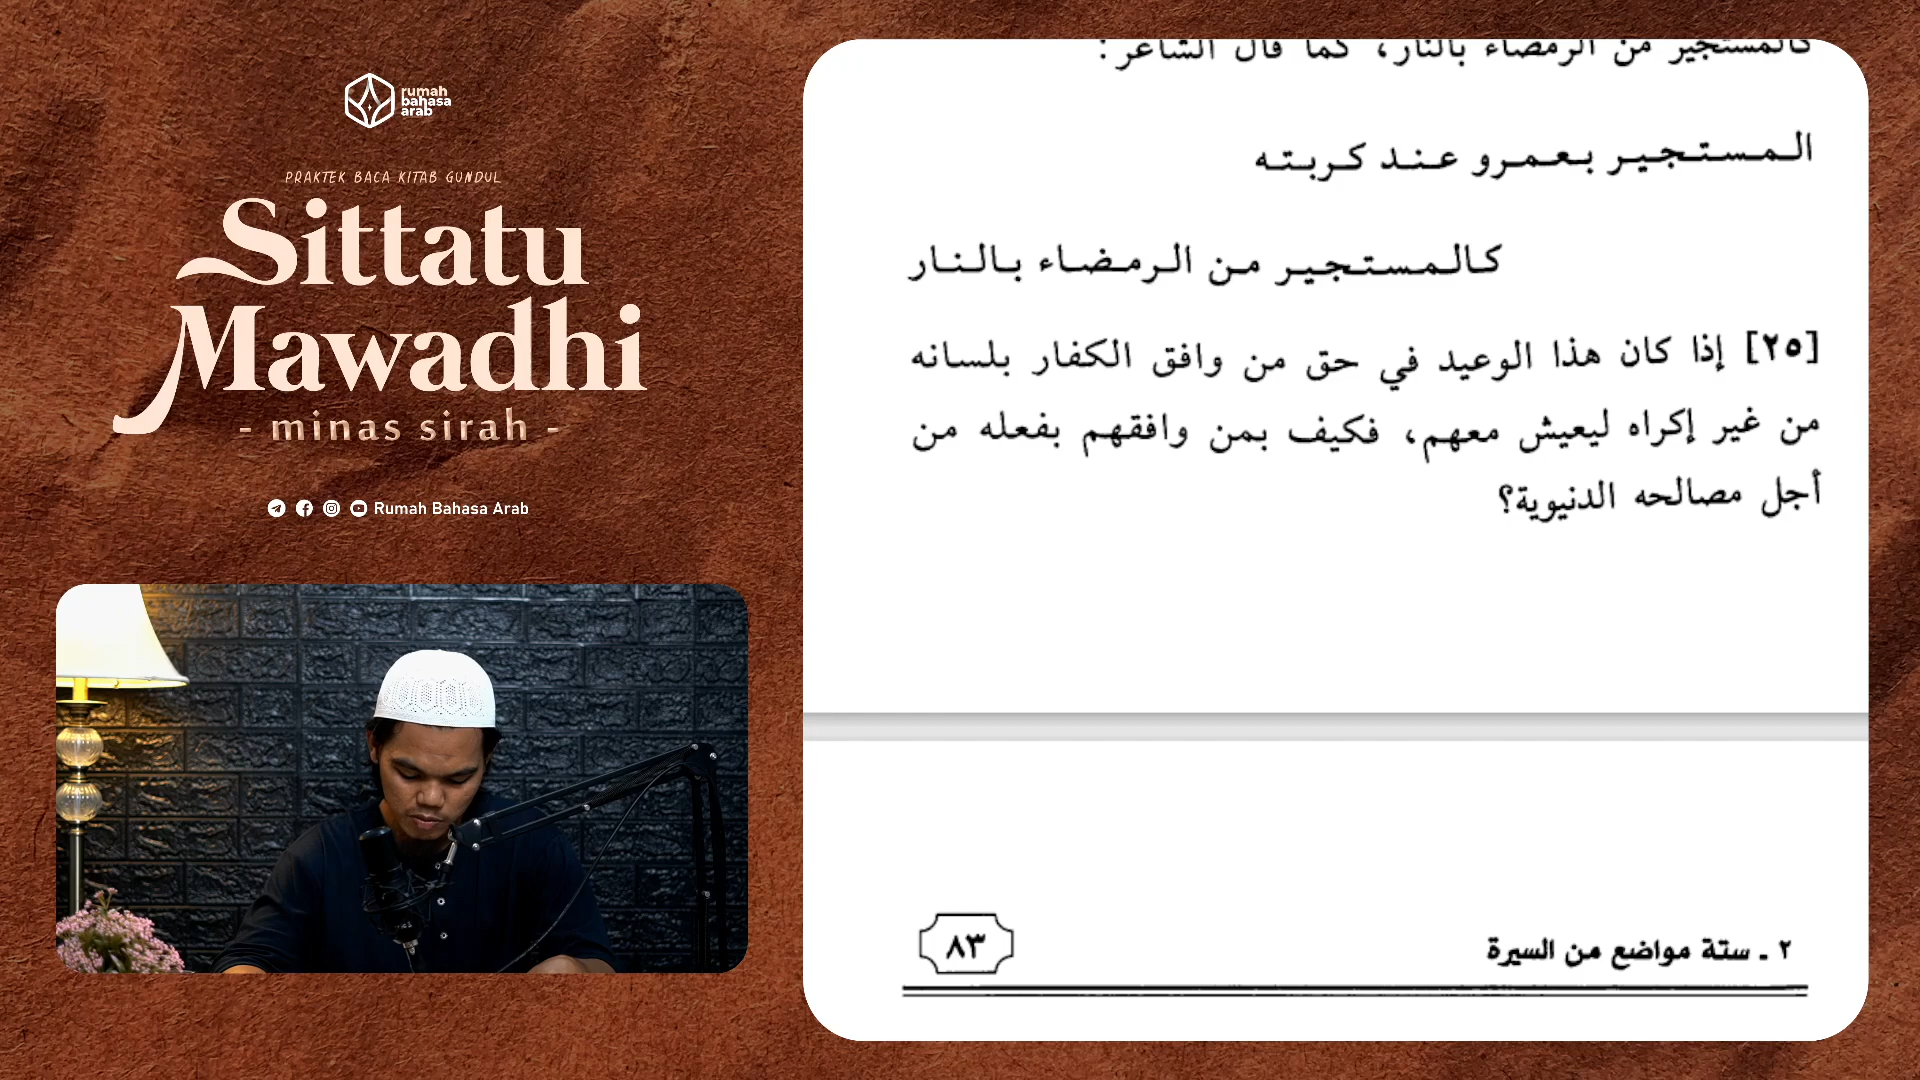 rumah
bahasa
arab
PRAKTEK BACA KITAB GUNDUL
Sittatu
Mawadhi
- minas sirah -
Rumah Bahasa Arab
كالمستجير من الرمضاء بالنار، كما قال الشاعر:
المستجير بعمرو عند كربته
كالمستجير من الرمضاء بالنار
[٢٥] إذا كان هذا الوعيد في حق من وافق الكفار بلسانه
من غير إكراه ليعيش معهم، فكيف بمن وافقهم بفعله من
أجل مصالحه الدنيوية؟
٢ ـ ستة مواضع من السيرة
٨٣